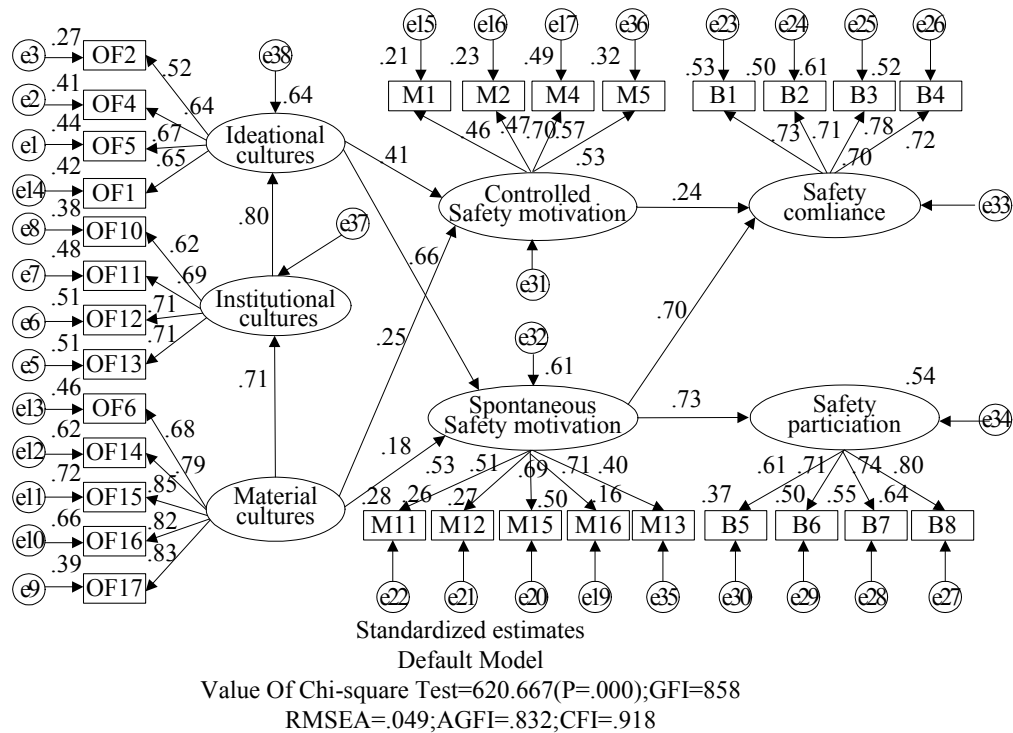 e15 e16 e17 e36 e23 e24 e25 e26
e3 .27 OF2 .52 e38 .64
.21 .23 .49 .32 .53 .50 .61 .52
M1 M2 M4 M5 B1 B2 B3 B4
e2 .41 OF4 .64
.46 .47 .70 .57 .53 .73 .71 .70 .78 .72
e1 .44 OF5 .67
Ideational
cultures
e14 .42 OF1 .65
.41
Controlled
Safety motivation
.24
Safety
comliance
e33
e8 .38 OF10 .62
.80 e37 .66 e31
e7 .48 OF11 .69
Institutional
cultures
e6 .51 OF12 .71
e5 .51 OF13 .71
.71 .25 .70
e32 .61
e13 .46 OF6 .68
Spontaneous
Safety motivation
.73
Safety
particiation
.54
e34
e12 .62 OF14 .79
.18
e11 .72 OF15 .85
Material
cultures
e10 .66 OF16 .82
e9 .39 OF17 .83
.53 .51 .69 .71 .40 .61 .71 .74 .80
.28 .26 .27 .50 .16 .37 .50 .55 .64
M11 M12 M15 M16 M13 B5 B6 B7 B8
e22 e21 e20 e19 e35 e30 e29 e28 e27
Standardized estimates
Default Model
Value Of Chi-square Test=620.667(P=.000);GFI=858
RMSEA=.049;AGFI=.832;CFI=.918